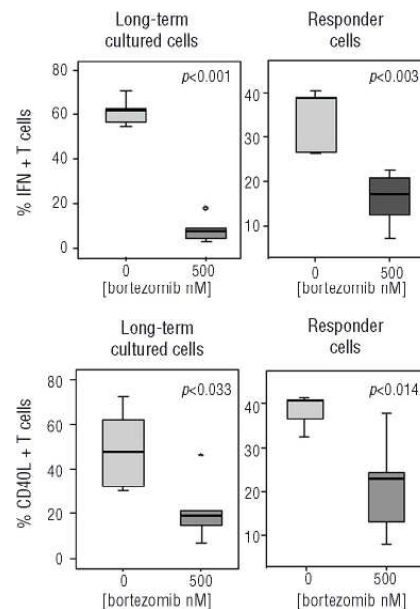 Long-term
cultured cells
Responder
cells
% IFN + T cells
80
60
40
20
0
p<0.001
0
500
[bortezomib nM]
40
30
20
10
p<0.003
0
500
[bortezomib nM]
Long-term
cultured cells
Responder
cells
% CD40L + T cells
80
60
40
20
0
p<0.033
0
500
[bortezomib nM]
40
30
20
10
p<0.014
0
500
[bortezomib nM]